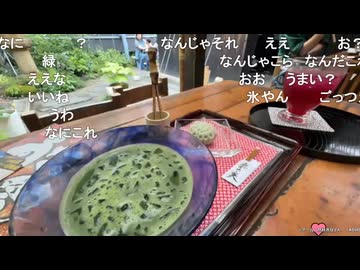 なに ? なんじゃそれ ええ お?
緑 なんじゃこら なんだこれ
ええな おお うまい?
いいね 氷やん ごっつ
うわ
なにこれ